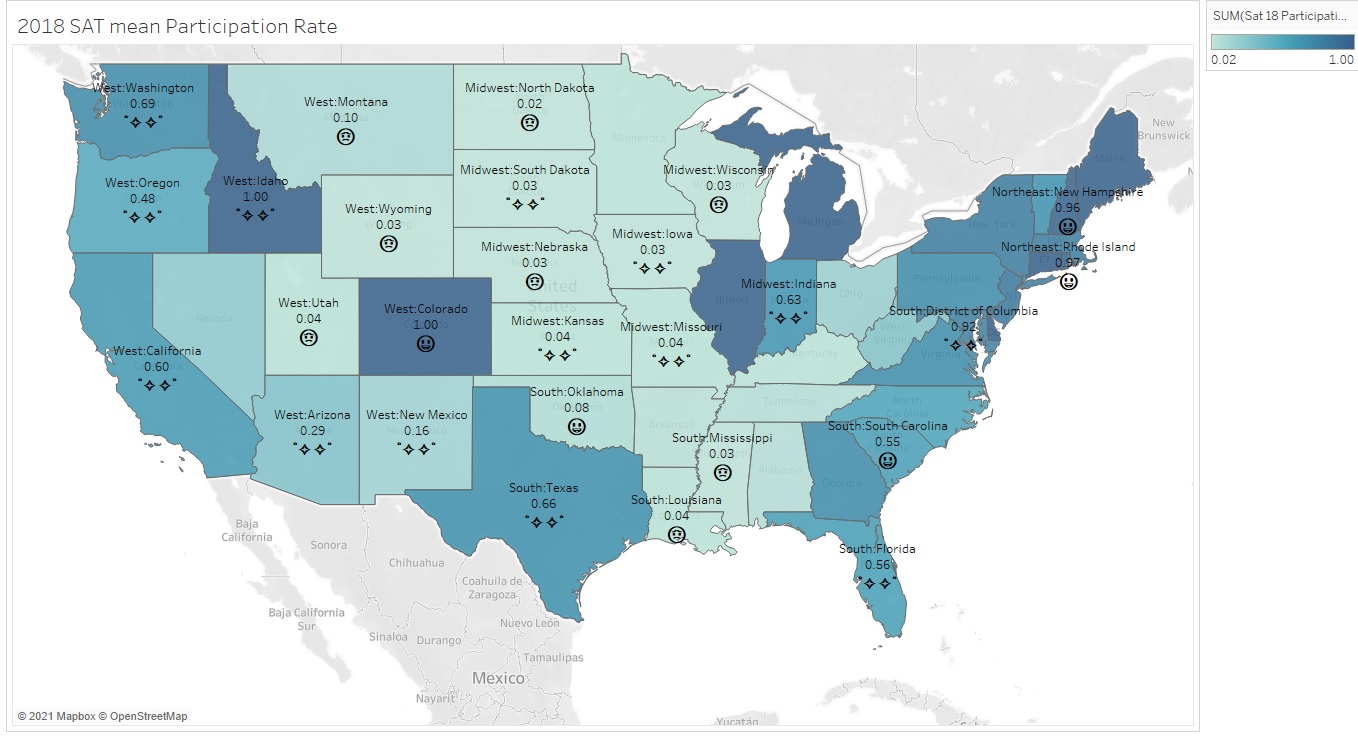 2018 SAT mean Participation Rate
SUM(Sat 18 Participati...
0.02
1.00
West:Washington
0.69
West:Montana
0.10
Midwest:North Dakota
0.02
Minnesota
Midwest:South Dakota
0.03
Midwest:Wisconsin
0.03
West:Oregon
0.48
West:Idaho
1.00
West:Wyoming
0.03
Midwest:Nebraska
0.03
Midwest:Iowa
0.03
Michigan
Maine
New
Brunswick
Northeast:New Hampshire
0.96
New York
Northeast:Rhode Island
0.97
United
States
Nevada
West:Utah
0.04
West:Colorado
1.00
Midwest:Kansas
0.04
Midwest:Missouri
0.04
Illinois
Midwest:Indiana
0.63
Ohio
Pennsylvania
South:District of Columbia
0.92
West
Virginia
Virginia
Kentucky
West:California
0.60
West:Arizona
0.29
West:New Mexico
0.16
South:Oklahoma
0.08
Arkansas
Tennessee
North
Carolina
South:South Carolina
0.55
South:Mississippi
0.03
Alabama
Georgia
South:Texas
0.66
South:Louisiana
0.04
South:Florida
0.56
Baja
California
Sonora
Chihuahua
Coahuila de
Zaragoza
Baja California
Sur
Sinaloa
Durango
Nuevo León
Tamaulipas
Mexico
Nayarit
Yucatán
© 2021 Mapbox © OpenStreetMap